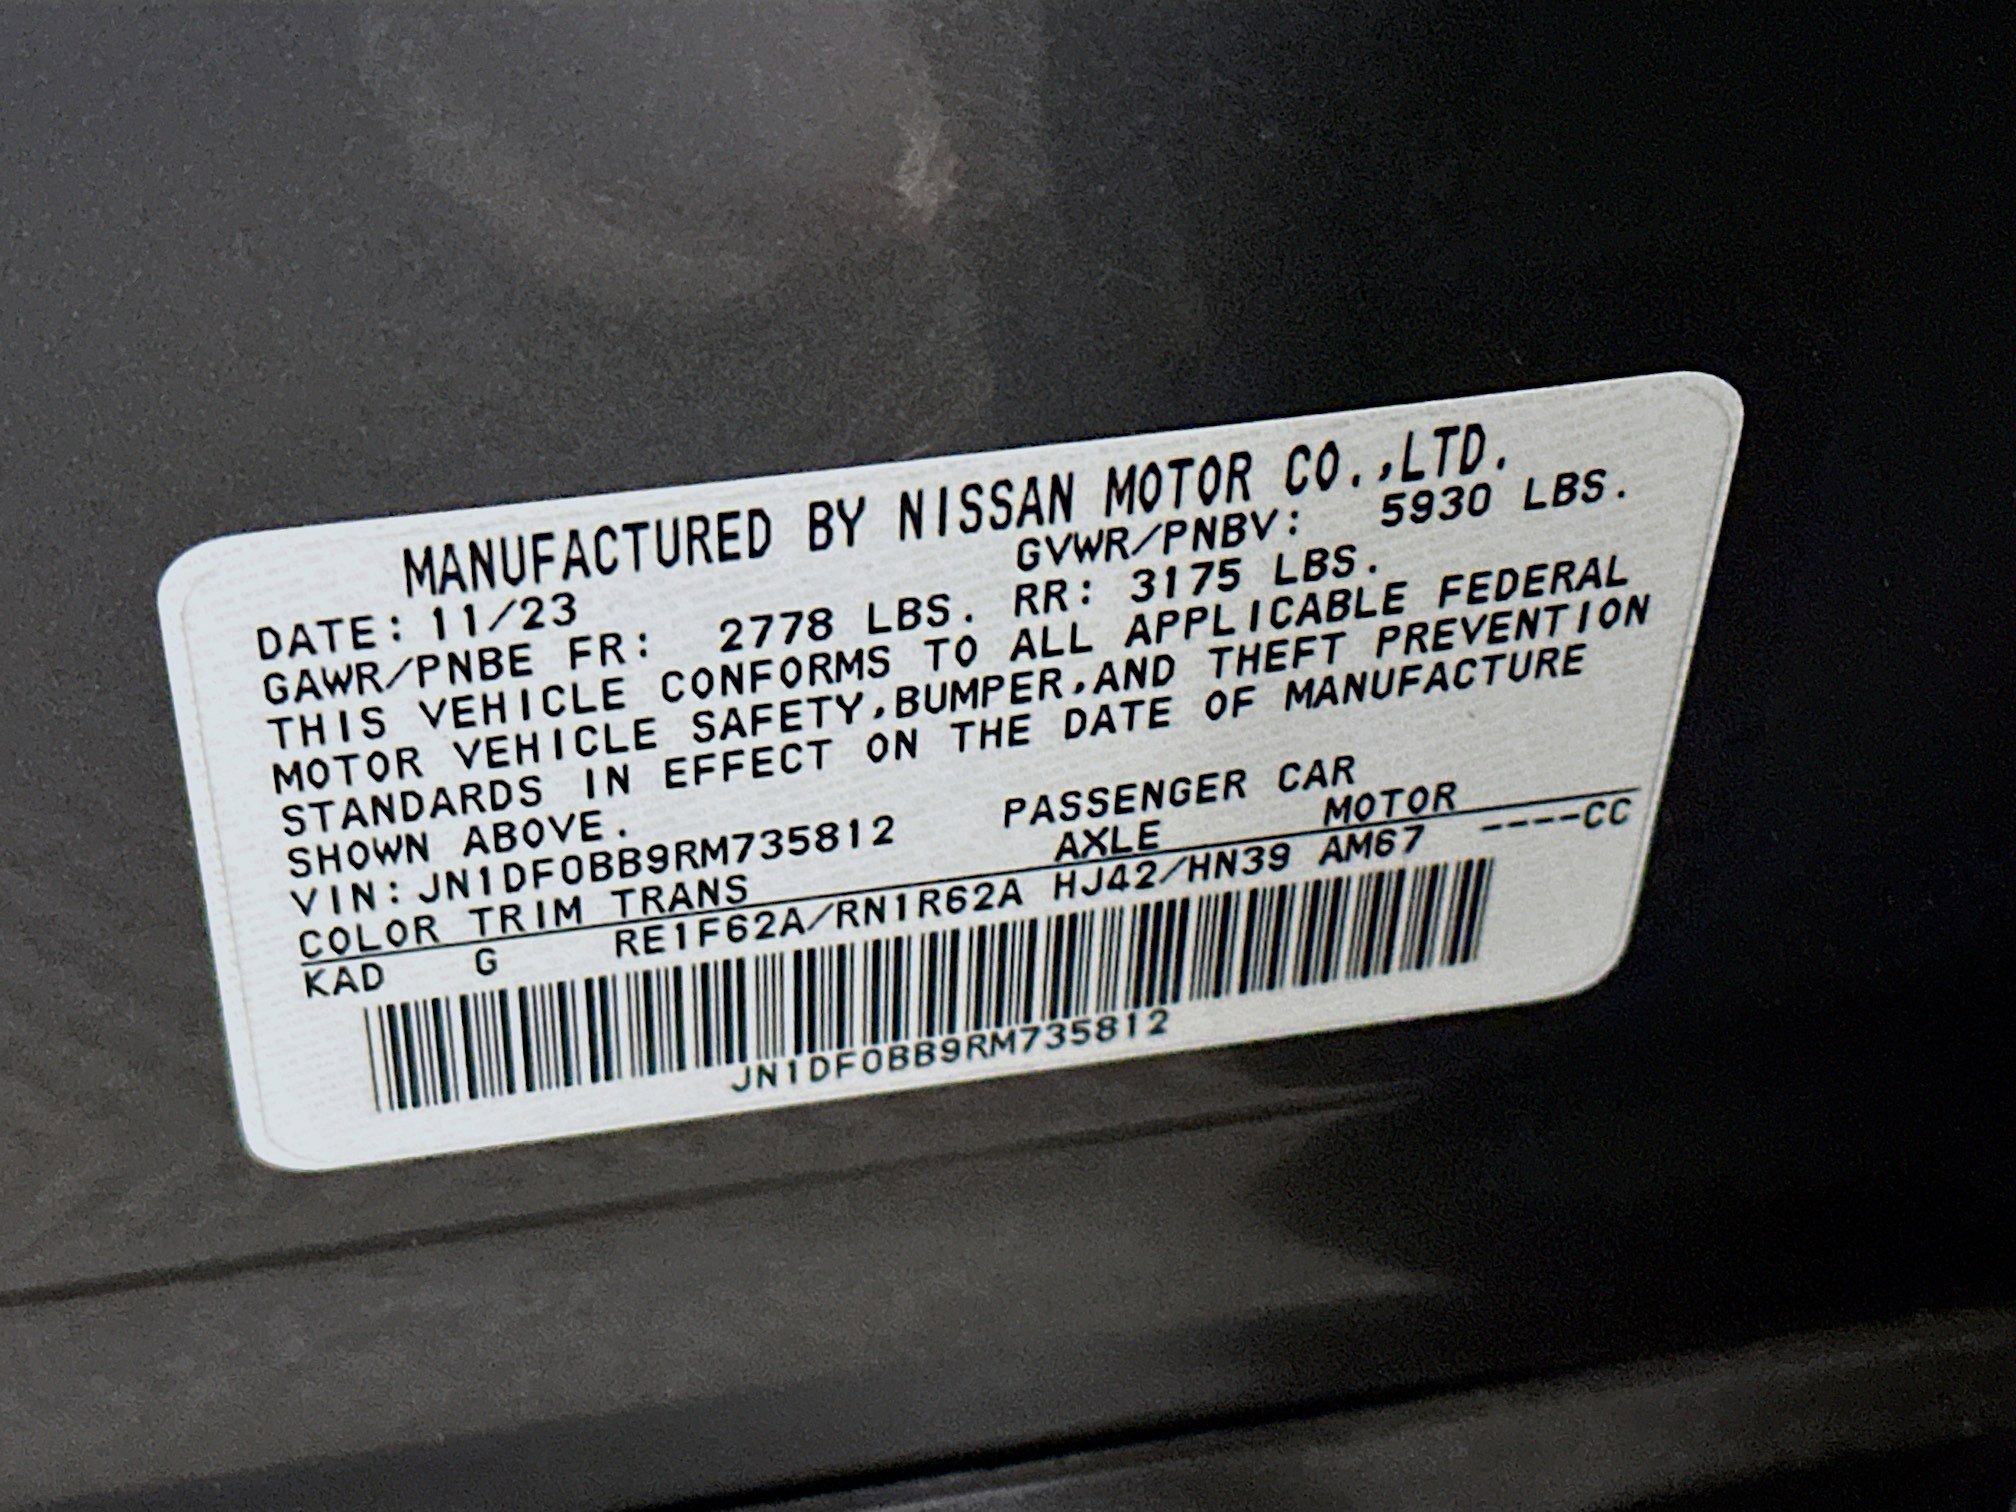 MANUFACTURED BY NISSAN MOTOR CO.,LTD.
DATE: 11/23 GVWR/PNBV: 5930 LBS.
GAWR/PNBE FR: 2778 LBS. RR: 3175 LBS.
THIS VEHICLE CONFORMS TO ALL APPLICABLE FEDERAL
MOTOR VEHICLE SAFETY,BUMPER,AND THEFT PREVENTION
STANDARDS IN EFFECT ON THE DATE OF MANUFACTURE
SHOWN ABOVE.
VIN:JN1DF0BB9RM735812 PASSENGER CAR
COLOR TRIM TRANS AXLE MOTOR
KAD G RE1F62A/RN1R62A HJ42/HN39 AM67 ----CC
JN1DF0BB9RM735812